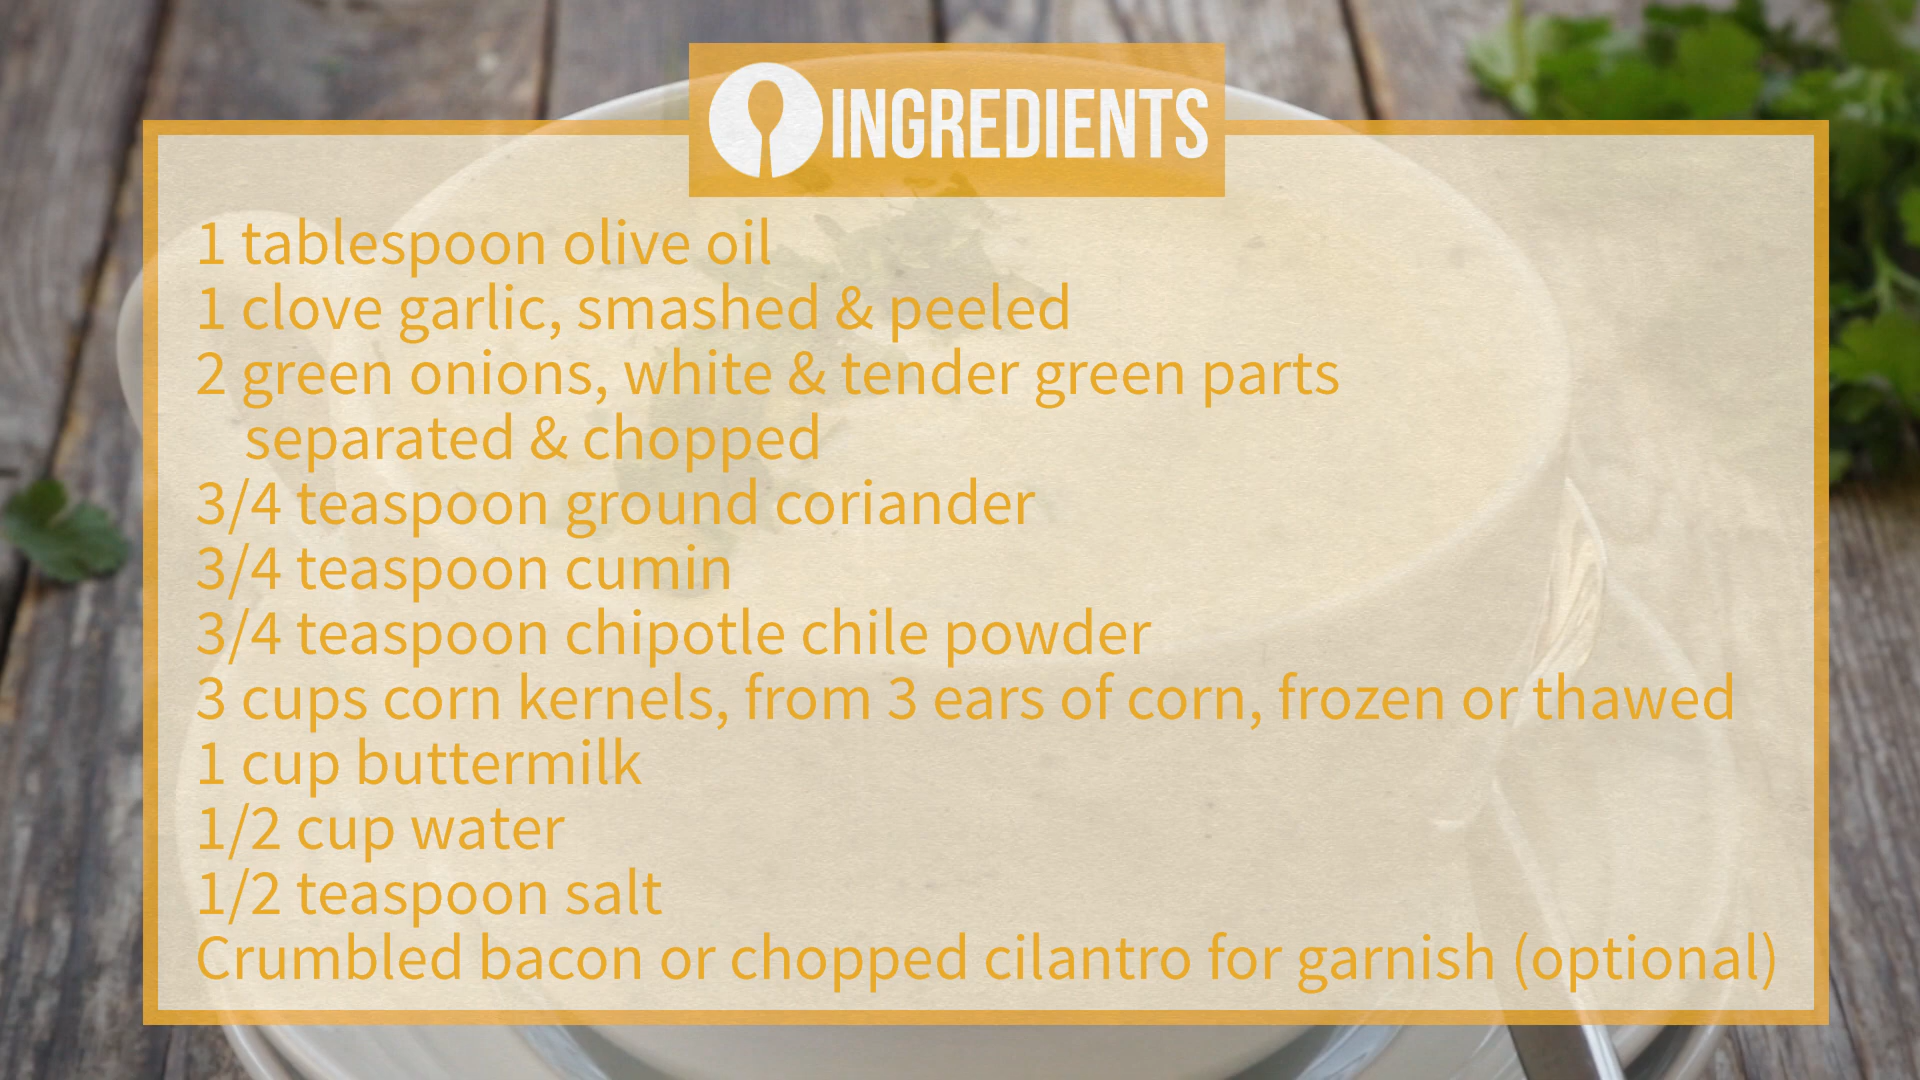 INGREDIENTS
1 tablespoon olive oil
1 clove garlic, smashed & peeled
2 green onions, white & tender green parts
separated & chopped
3/4 teaspoon ground coriander
3/4 teaspoon cumin
3/4 teaspoon chipotle chile powder
3 cups corn kernels, from 3 ears of corn, frozen or thawed
1 cup buttermilk
1/2 cup water
1/2 teaspoon salt
Crumbled bacon or chopped cilantro for garnish (optional)